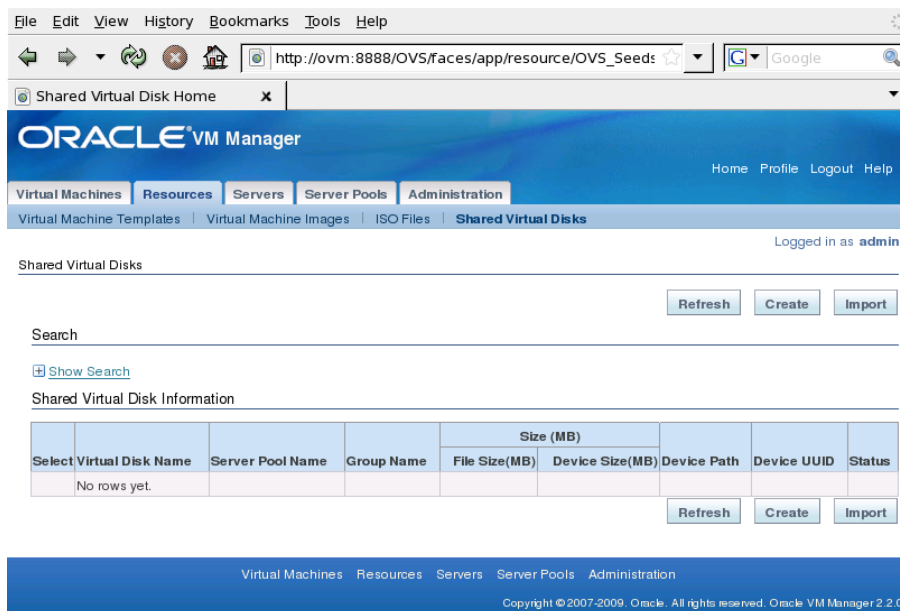 File Edit View History Bookmarks Tools Help
http://ovm:8888/OVS/faces/app/resource/OVS_Seeds G Google
Shared Virtual Disk Home x
ORACLE VM Manager
Home Profile Logout Help
Virtual Machines Resources Servers Server Pools Administration
Virtual Machine Templates | Virtual Machine Images | ISO Files | Shared Virtual Disks
Logged in as admin
Shared Virtual Disks
Refresh Create Import
Search
Show Search
Shared Virtual Disk Information
Size (MB)
Select Virtual Disk Name Server Pool Name Group Name File Size(MB) Device Size(MB) Device Path Device UUID Status
No rows yet.
Refresh Create Import
Virtual Machines Resources Servers Server Pools Administration
Copyright © 2007-2009. Oracle. All rights reserved. Oracle VM Manager 2.2.0